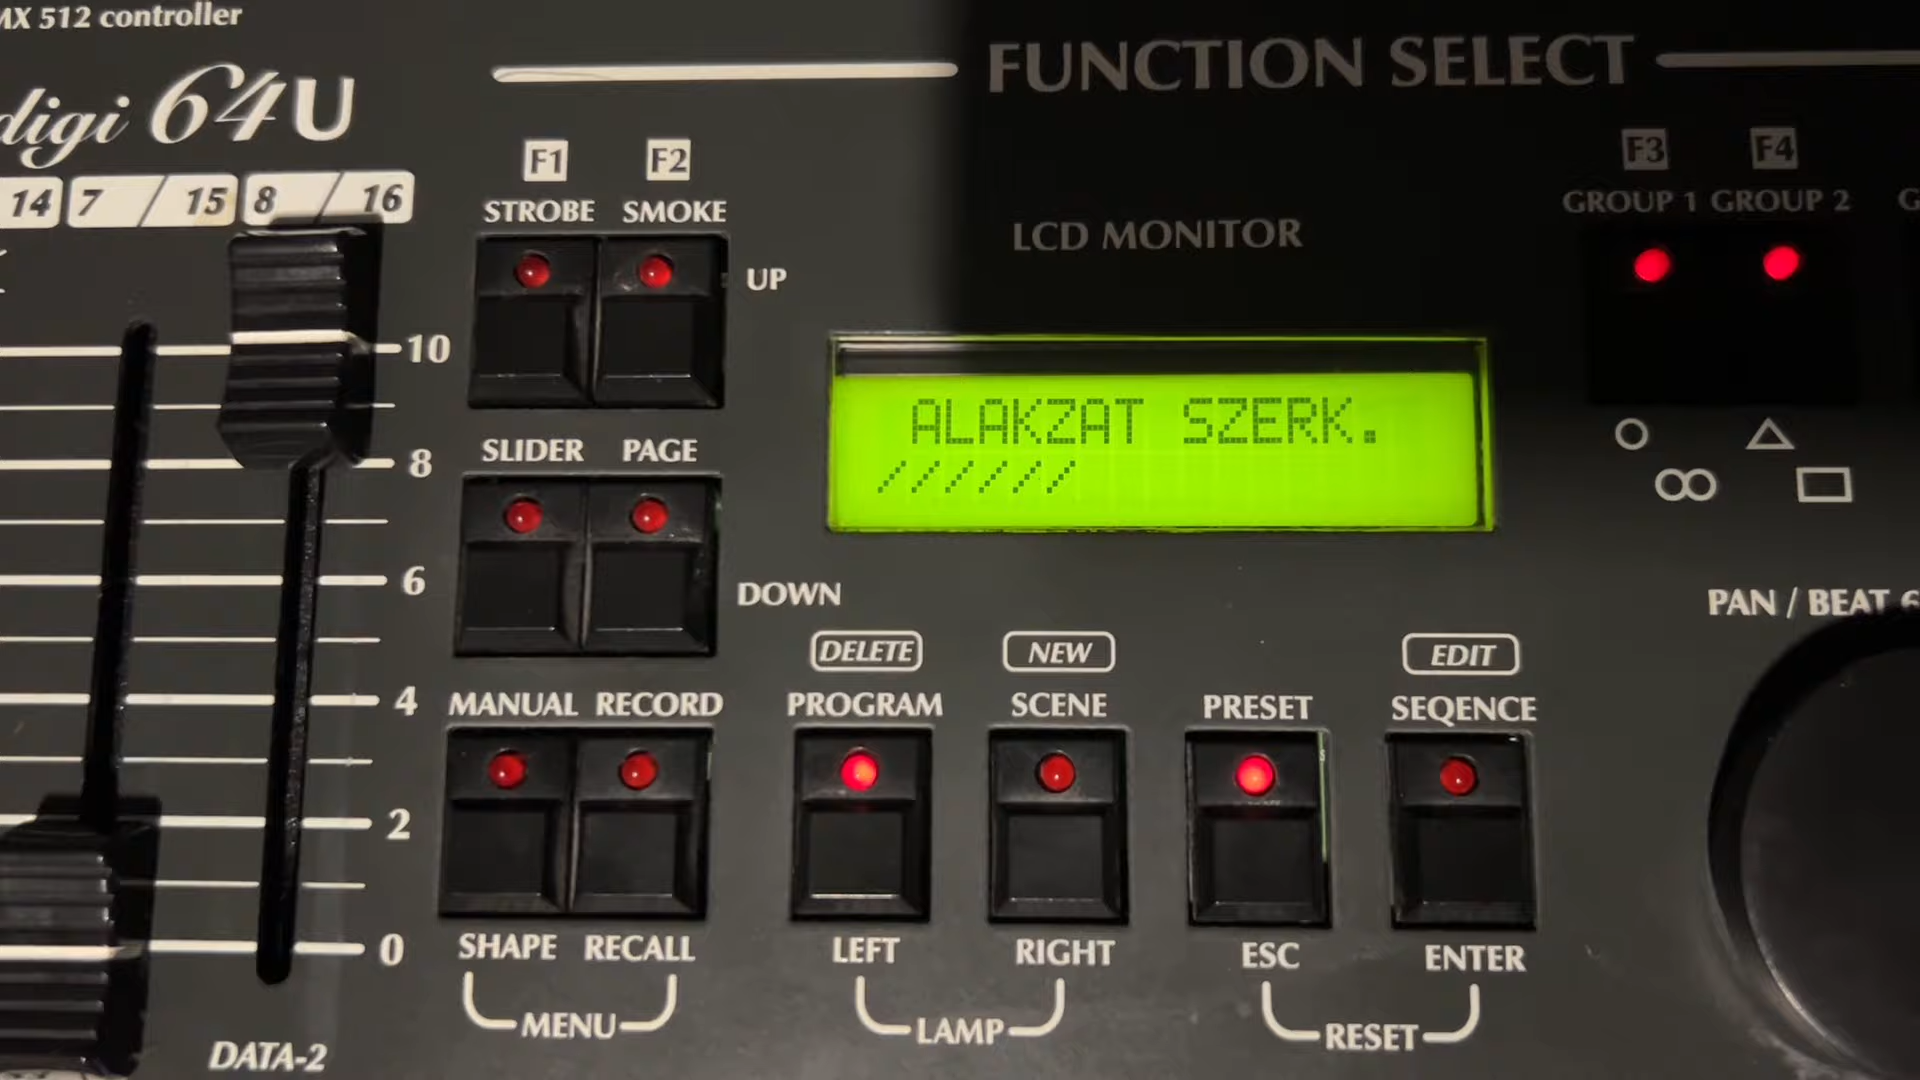 MX 512 controller
digi 64U
FUNCTION SELECT
F1 F2
F3 F4
14 7 / 15 8 / 16
STROBE SMOKE
GROUP 1 GROUP 2
LCD MONITOR
UP
10
ALAKZAT SZERK.
//////
SLIDER PAGE
8
6
DOWN
PAN / BEAT
DELETE NEW EDIT
4
MANUAL RECORD PROGRAM SCENE PRESET SEQENCE
2
0
SHAPE RECALL LEFT RIGHT ESC ENTER
MENU LAMP RESET
DATA-2